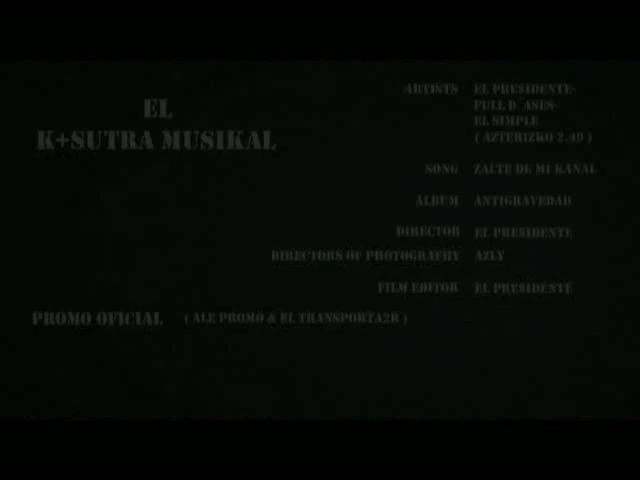 EL
K+SUTRA MUSIKAL
ARTISTS EL PRESIDENTE-
FULL D´ASES-
EL SIMPLE
( AZTERIZKO 2.49 )
SONG ZALTE DE MI KANAL
ALBUM ANTIGRAVEDAD
DIRECTOR EL PRESIDENTE
DIRECTORS OF PHOTOGRAPHY AZLY
FILM EDITOR EL PRESIDENTE
PROMO OFICIAL ( ALE PROMO & EL TRANSPORTA2R )